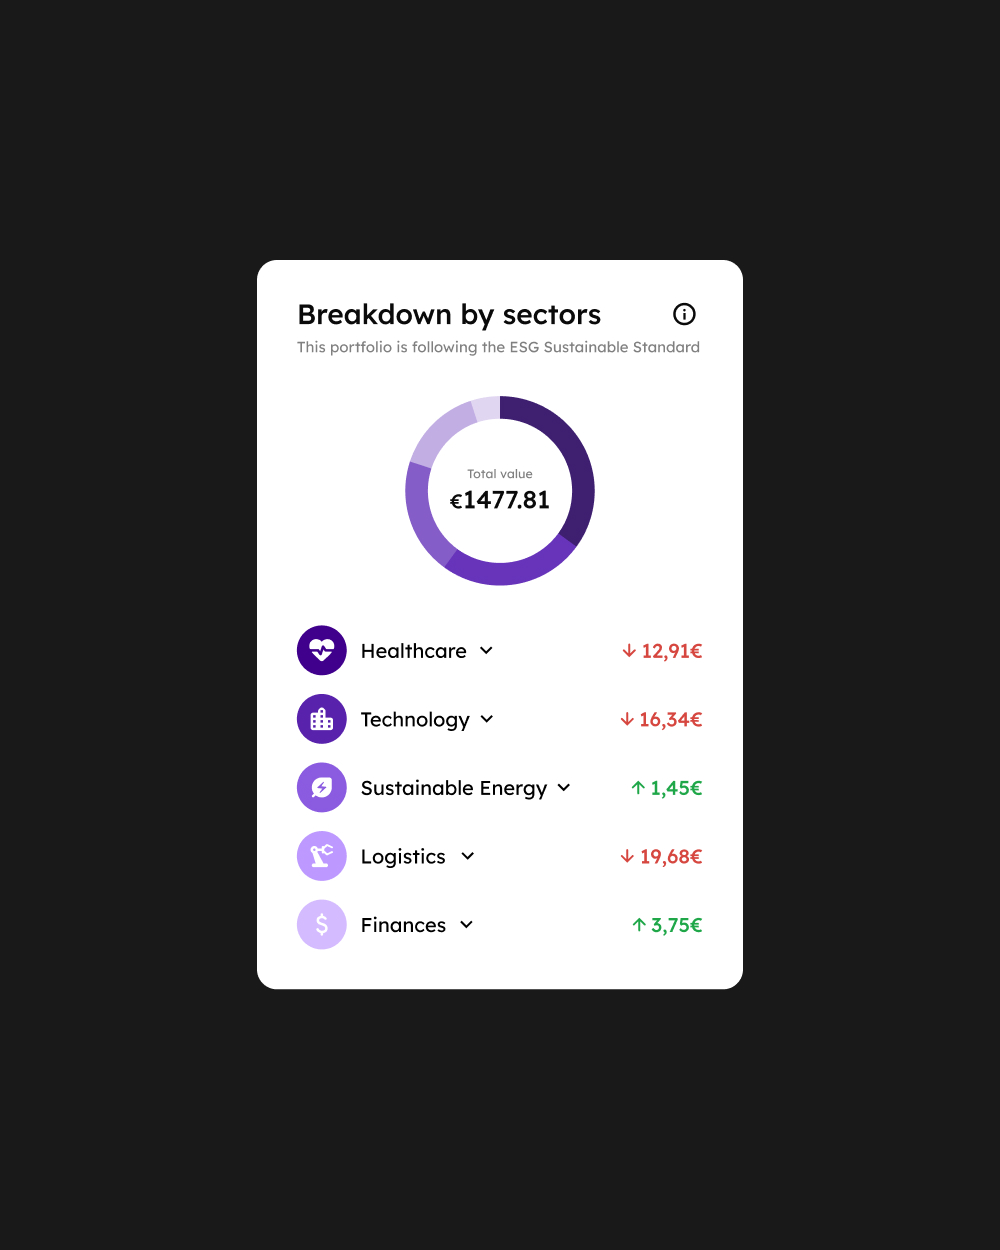 Breakdown by sectors
This portfolio is following the ESG Sustainable Standard
Total value
€1477.81
Healthcare ↓ 12,91€
Technology ↓ 16,34€
Sustainable Energy ↑ 1,45€
Logistics ↓ 19,68€
$ Finances ↑ 3,75€